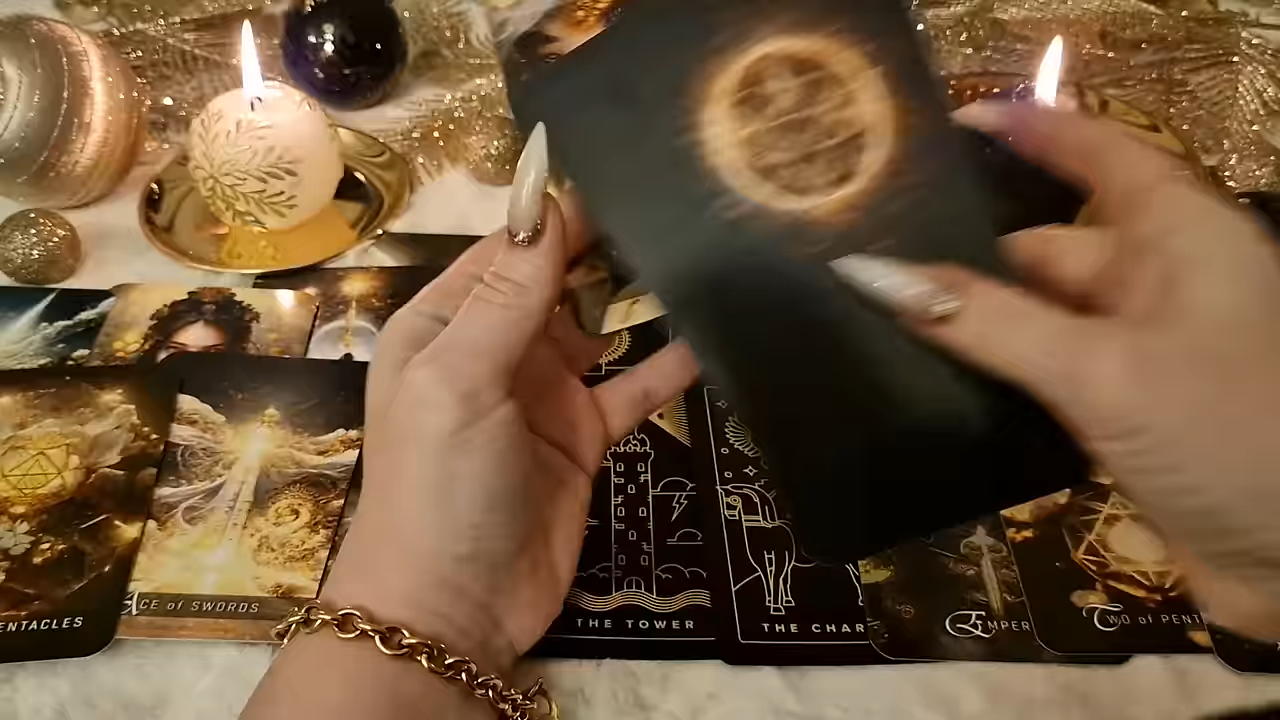 ENTACLES
ACE of SWORDS
THE TOWER
THE CHAR
EMPER
TWO of PENT